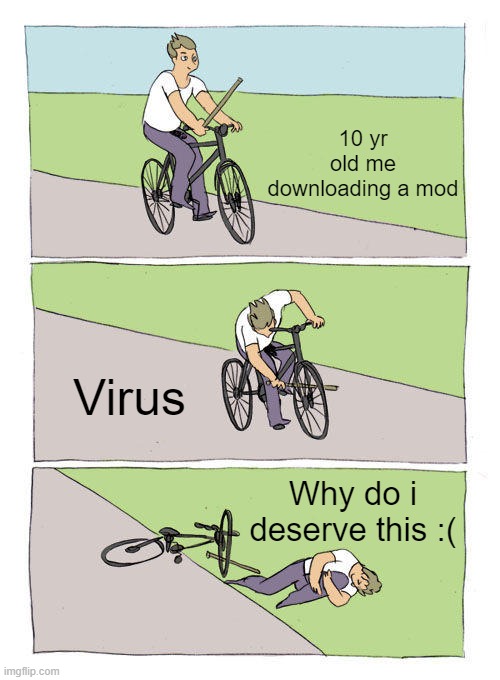 10 yr
old me
downloading a mod
Virus
Why do i
deserve this :(
imgflip.com